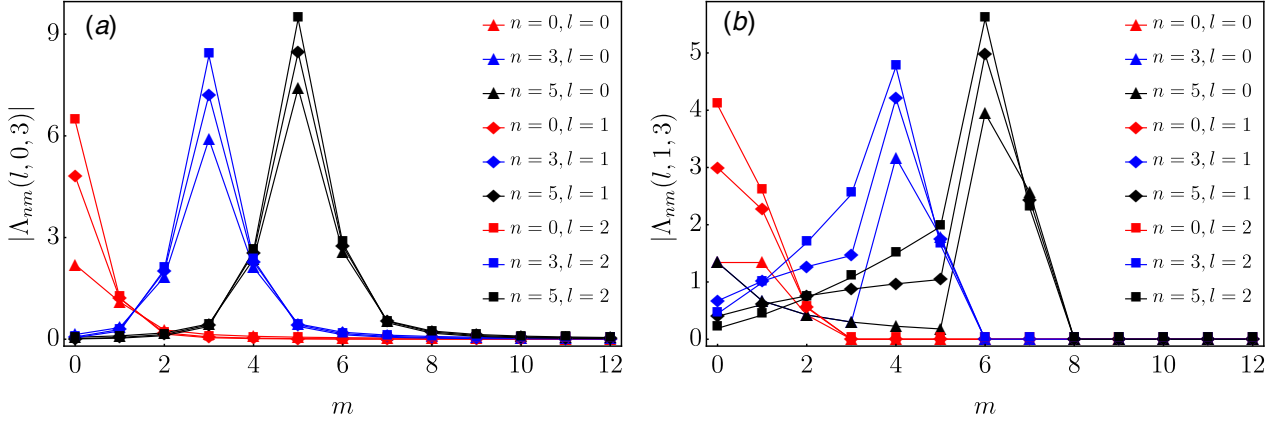 (a)
|Λnm(l, 0, 3)|
9
6
3
0
0 2 4 6 8 10 12
m
n = 0, l = 0
n = 3, l = 0
n = 5, l = 0
n = 0, l = 1
n = 3, l = 1
n = 5, l = 1
n = 0, l = 2
n = 3, l = 2
n = 5, l = 2
(b)
|Λnm(l, 1, 3)|
5
4
3
2
1
0
0 2 4 6 8 10 12
m
n = 0, l = 0
n = 3, l = 0
n = 5, l = 0
n = 0, l = 1
n = 3, l = 1
n = 5, l = 1
n = 0, l = 2
n = 3, l = 2
n = 5, l = 2